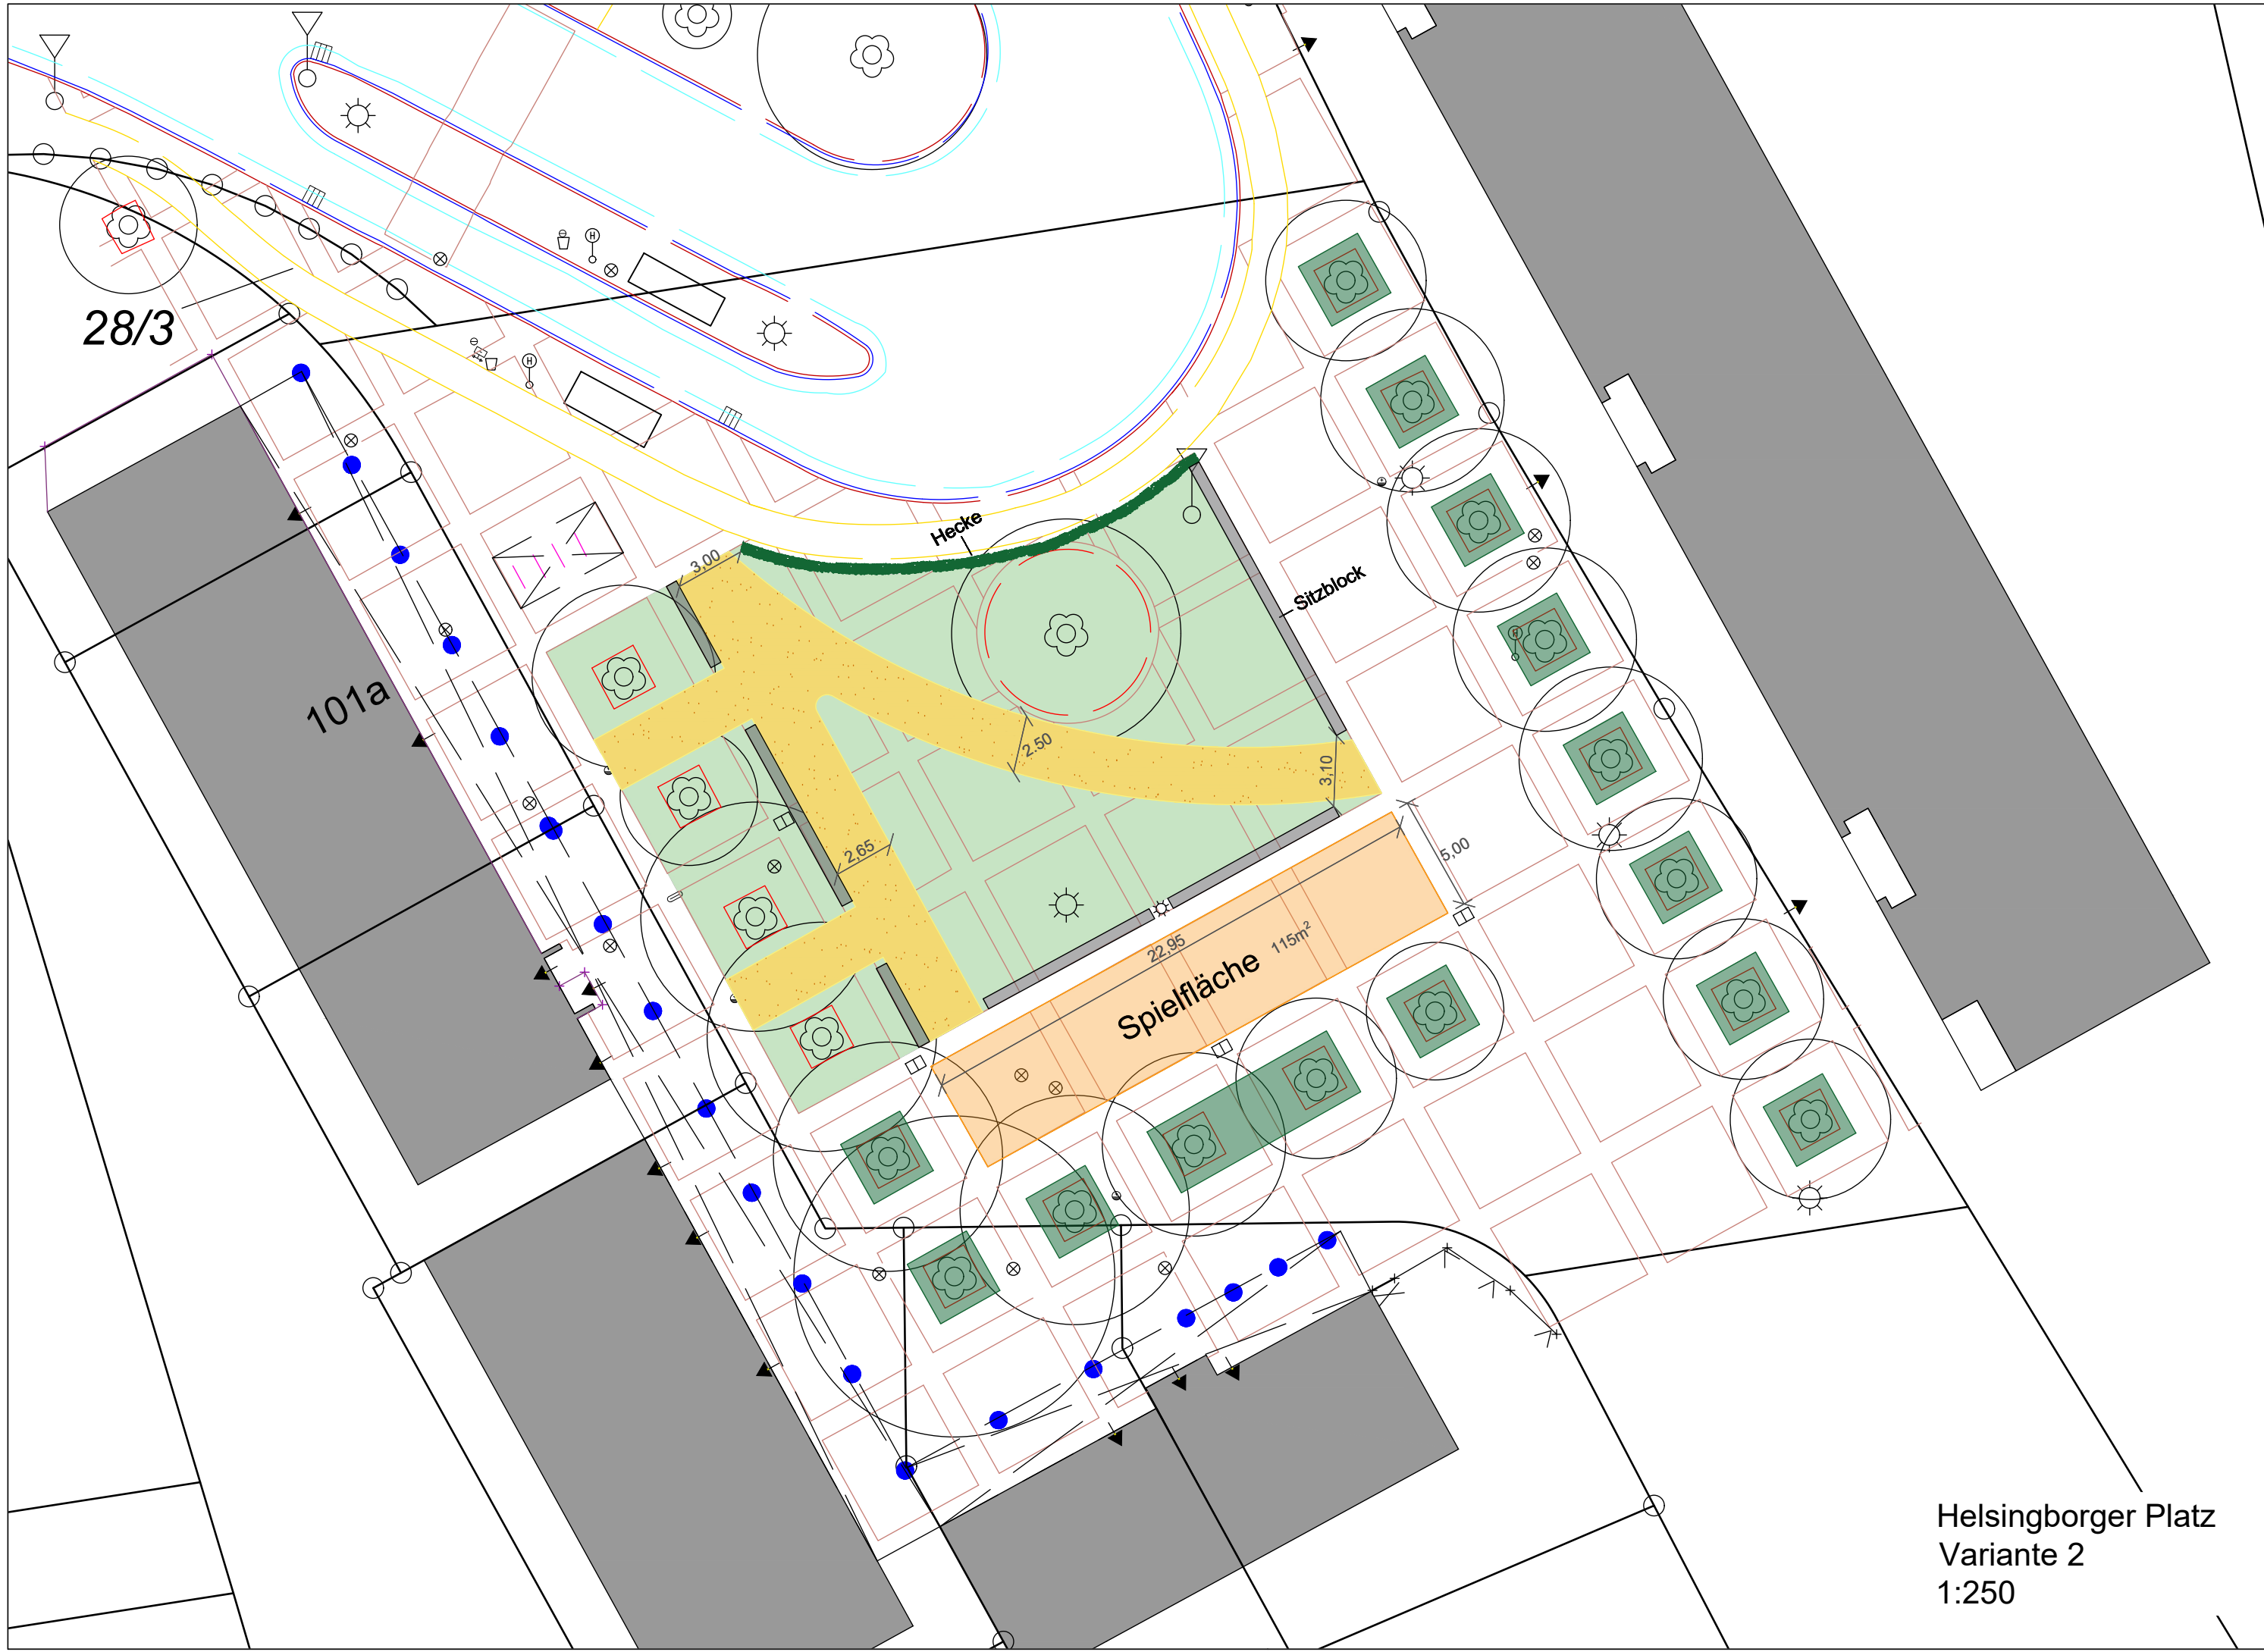 H
28/3
H
Hecke
3,00
Sitzblock
H
101a
2.50
3,10
2,65
5,00
22,95
115m²
Spielfläche
Helsingborger Platz
Variante 2
1:250